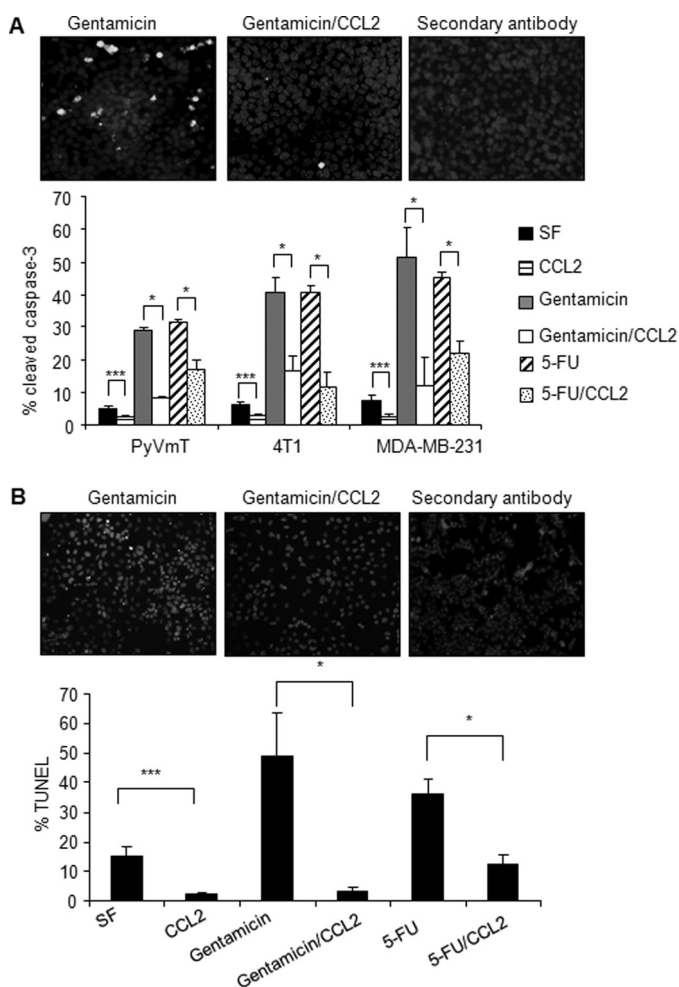 A
Gentamicin Gentamicin/CCL2 Secondary antibody
% cleaved caspase-3
70
60
50
40
30
20
10
0
* * * * * *
*** *** ***
PyVmT 4T1 MDA-MB-231
SF
CCL2
Gentamicin
Gentamicin/CCL2
5-FU
5-FU/CCL2
B
Gentamicin Gentamicin/CCL2 Secondary antibody
% TUNEL
70
60
50
40
30
20
10
0
*** * *
SF CCL2 Gentamicin Gentamicin/CCL2 5-FU 5-FU/CCL2